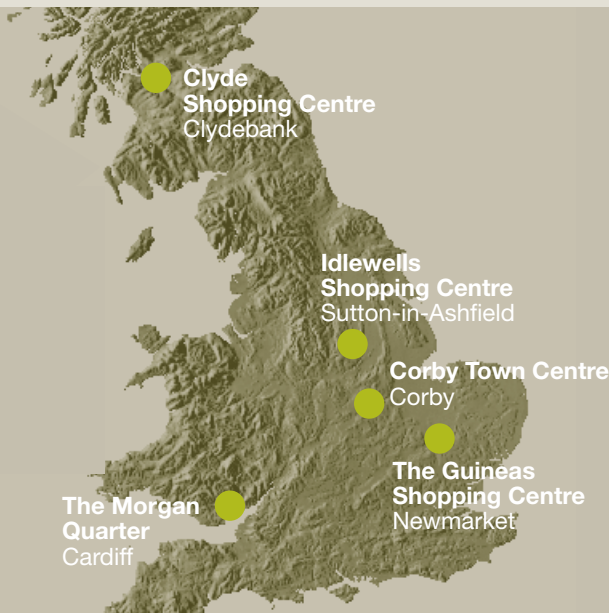 Clyde
Shopping Centre
Clydebank
Idlewells
Shopping Centre
Sutton-in-Ashfield
Corby Town Centre
Corby
The Guineas
Shopping Centre
Newmarket
The Morgan
Quarter
Cardiff